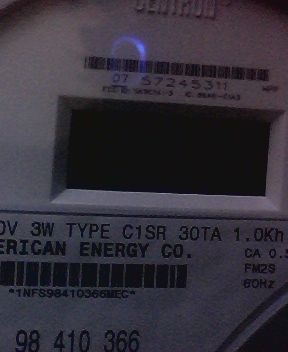 CENTRON
07 57245311
0V 3W TYPE C1SR 30TA 1.0Kh
ERICAN ENERGY CO.
CA 0.5
FM2S
60Hz
*1NFS98410366MEC*
98 410 366